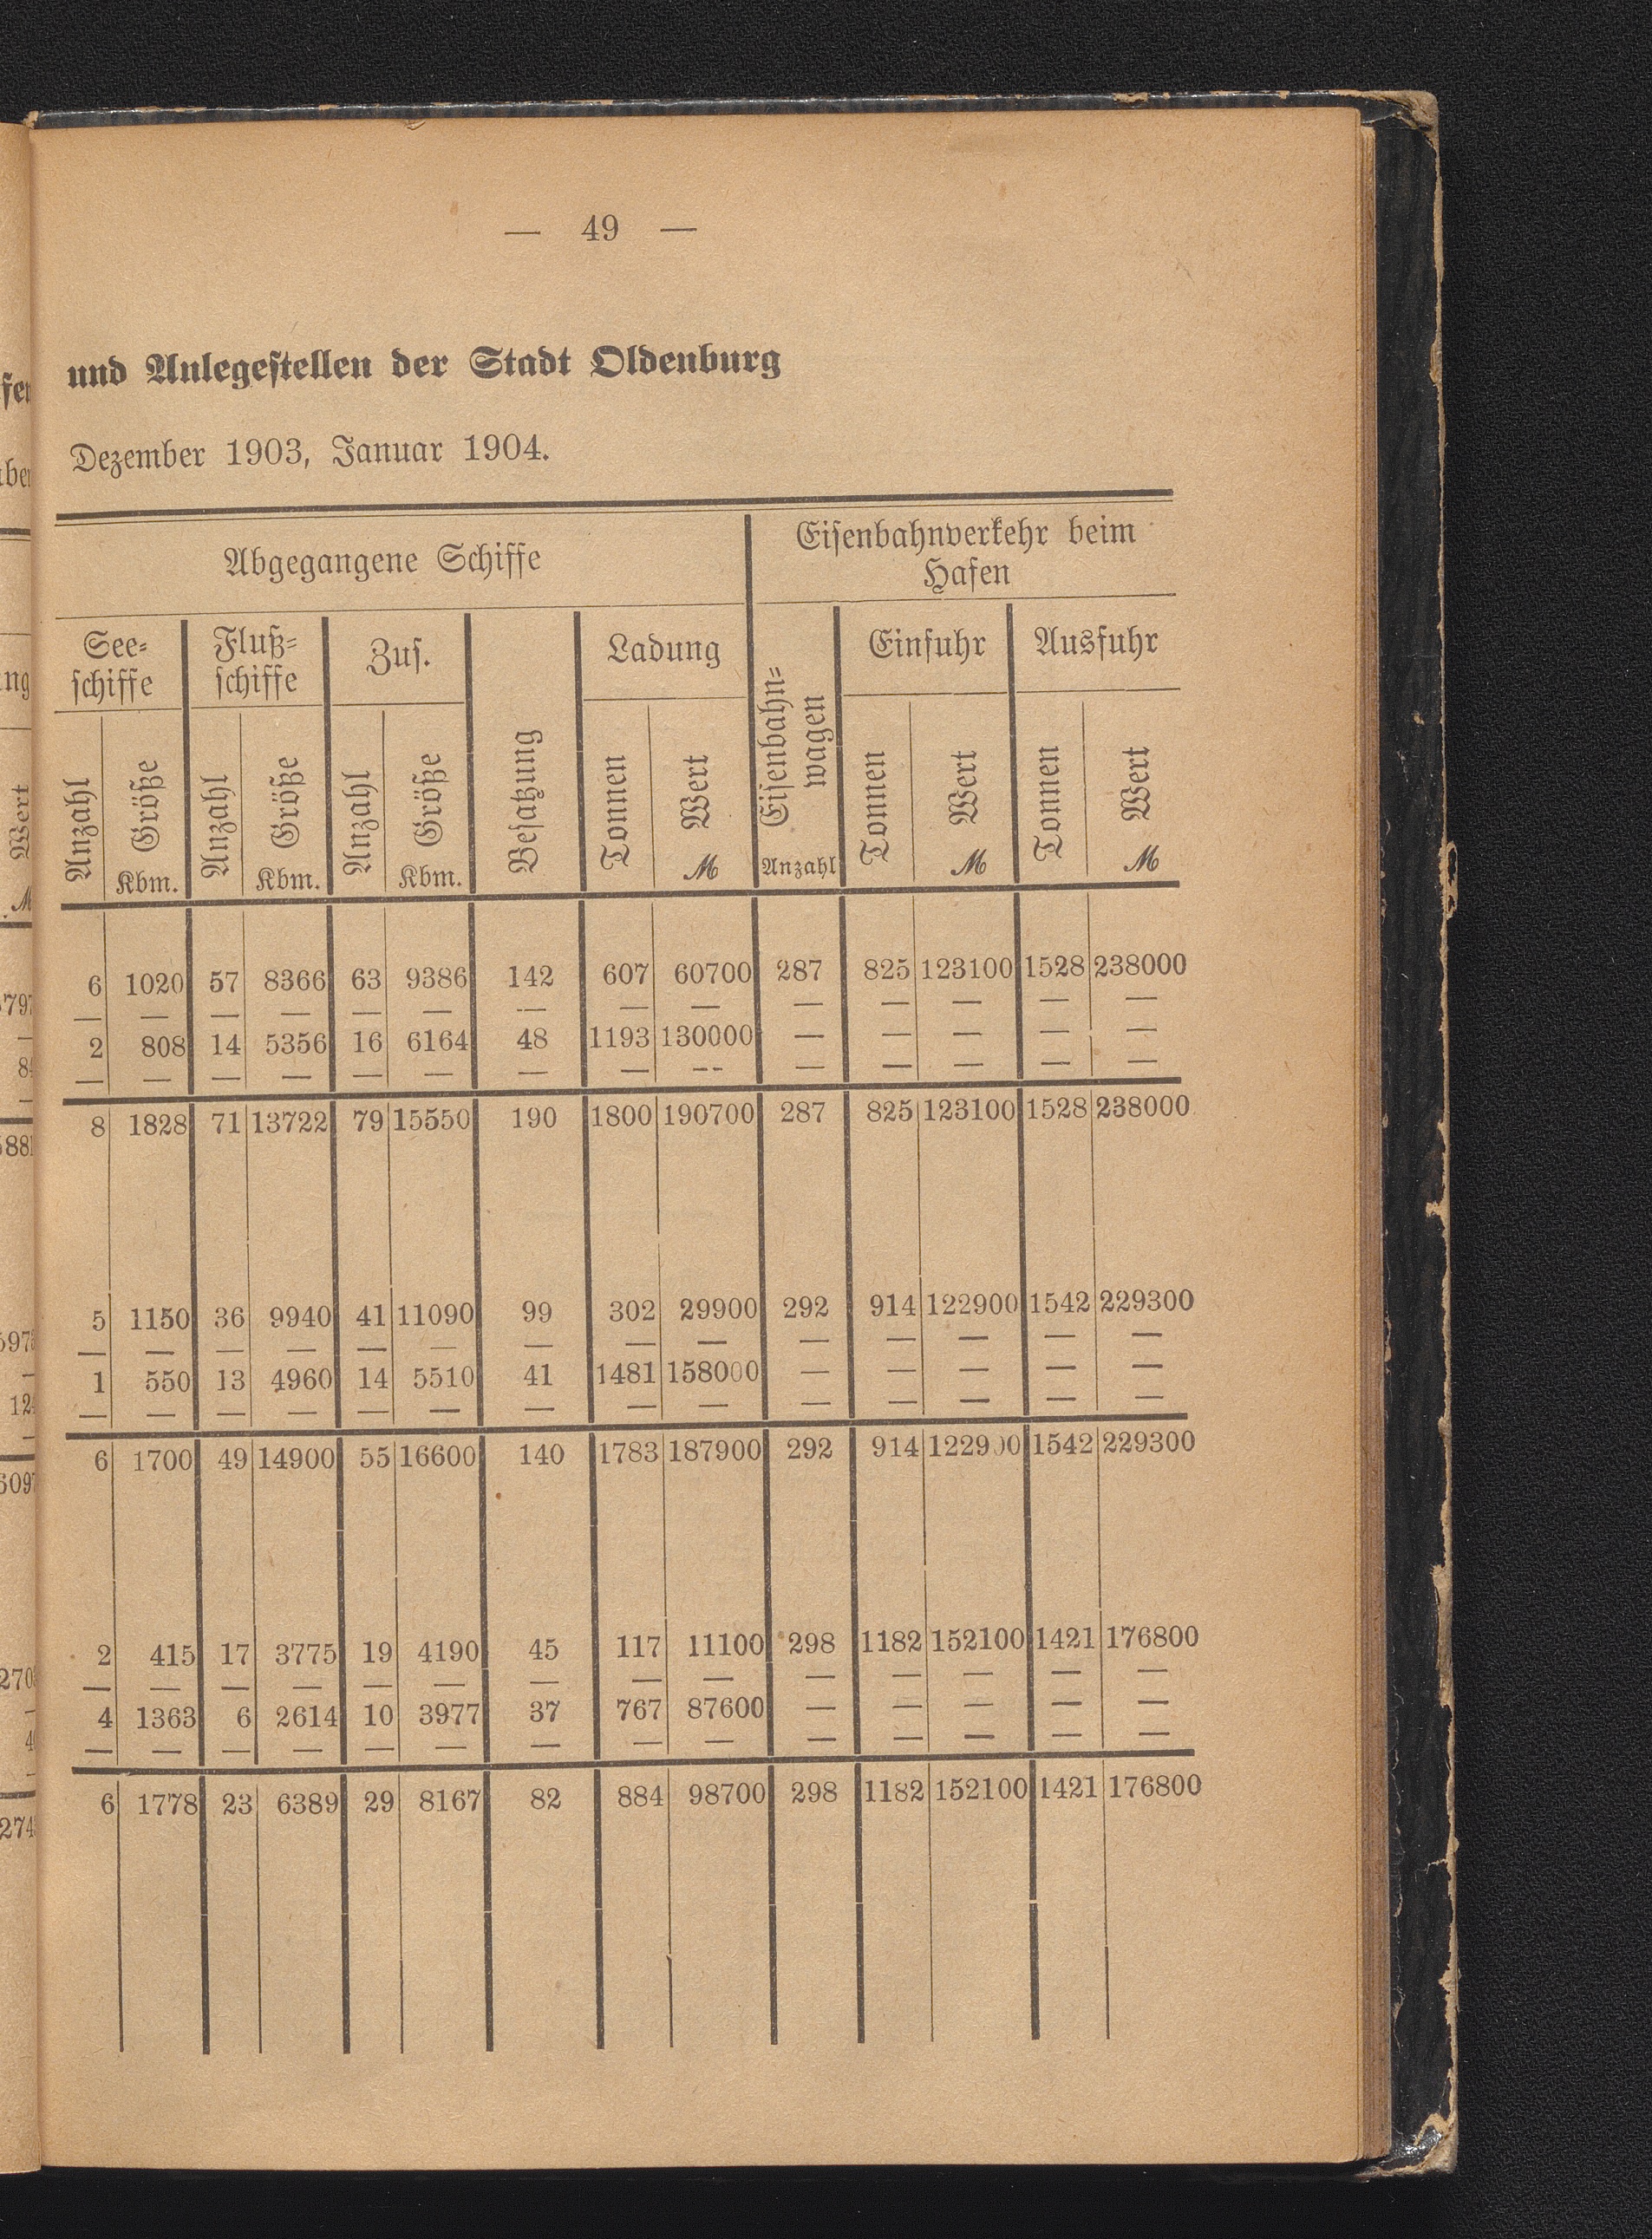 — 49 —
und Anlegestellen der Stadt Oldenburg
Dezember 1903, Januar 1904.
Abgegangene Schiffe
Eisenbahnverkehr beim
Hafen
See-
schiffe
Fluß-
schiffe
Zus.
Besatzung
Ladung
Eisenbahn-
wagen
Einfuhr
Ausfuhr
Anzahl Größe Anzahl Größe Anzahl Größe Tonnen Wert Tonnen Wert Tonnen Wert
Kbm. Kbm. Kbm. ℳ Anzahl ℳ ℳ
6 1020 57 8366 63 9386 142 607 60700 287 825 123100 1528 238000
— — — — — — — — — — — — — —
2 808 14 5356 16 6164 48 1193 130000 — — — — —
— — — — — — — — — — — — — —
8 1828 71 13722 79 15550 190 1800 190700 287 825 123100 1528 238000
5 1150 36 9940 41 11090 99 302 29900 292 914 122900 1542 229300
— — — — — — — — — — — — — —
1 550 13 4960 14 5510 41 1481 158000 — — — — —
— — — — — — — — — — — — — —
6 1700 49 14900 55 16600 140 1783 187900 292 914 122900 1542 229300
2 415 17 3775 19 4190 45 117 11100 298 1182 152100 1421 176800
— — — — — — — — — — — — — —
4 1363 6 2614 10 3977 37 767 87600 — — — — —
— — — — — — — — — — — — — —
6 1778 23 6389 29 8167 82 884 98700 298 1182 152100 1421 176800